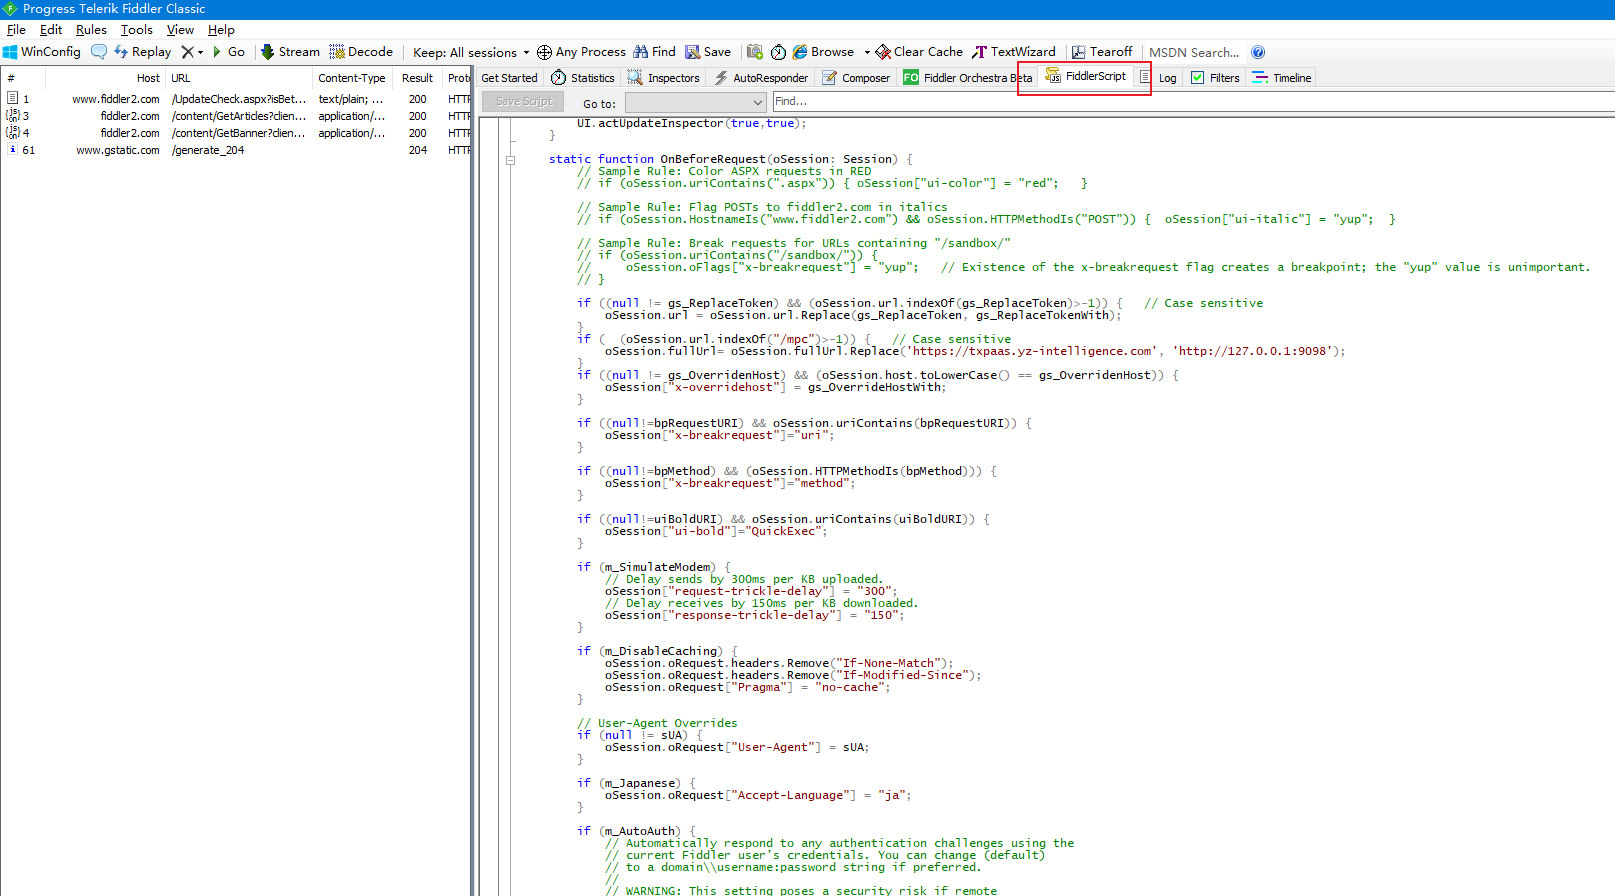 Progress Telerik Fiddler Classic
File Edit Rules Tools View Help
WinConfig Replay Go Stream Decode Keep: All sessions Any Process Find Save Browse Clear Cache TextWizard Tearoff MSDN Search...
# Host URL Content-Type Result Proto
1 www.fiddler2.com /UpdateCheck.aspx?isBet... text/plain; ... 200 HTTP
3 fiddler2.com /content/GetArticles?clien... application/... 200 HTTP
4 fiddler2.com /content/GetBanner?clien... application/... 200 HTTP
61 www.gstatic.com /generate_204 204 HTTP
Get Started Statistics Inspectors AutoResponder Composer FO Fiddler Orchestra Beta FiddlerScript Log Filters Timeline
Save Script Go to: Find...
UI.actUpdateInspector(true,true);
}
static function OnBeforeRequest(oSession: Session) {
// Sample Rule: Color ASPX requests in RED
// if (oSession.uriContains(".aspx")) { oSession["ui-color"] = "red"; }
// Sample Rule: Flag POSTs to fiddler2.com in italics
// if (oSession.HostnameIs("www.fiddler2.com") && oSession.HTTPMethodIs("POST")) { oSession["ui-italic"] = "yup"; }
// Sample Rule: Break requests for URLs containing "/sandbox/"
// if (oSession.uriContains("/sandbox/")) {
// oSession.oFlags["x-breakrequest"] = "yup"; // Existence of the x-breakrequest flag creates a breakpoint; the "yup" value is unimportant.
// }
if ((null != gs_ReplaceToken) && (oSession.url.indexOf(gs_ReplaceToken)>-1)) { // Case sensitive
oSession.url = oSession.url.Replace(gs_ReplaceToken, gs_ReplaceTokenWith);
}
if ( (oSession.url.indexOf("/mpc")>-1)) { // Case sensitive
oSession.fullUrl= oSession.fullUrl.Replace('https://txpaas.yz-intelligence.com', 'http://127.0.0.1:9098');
}
if ((null != gs_OverridenHost) && (oSession.host.toLowerCase() == gs_OverridenHost)) {
oSession["x-overridehost"] = gs_OverrideHostWith;
}
if ((null!=bpRequestURI) && oSession.uriContains(bpRequestURI)) {
oSession["x-breakrequest"]="uri";
}
if ((null!=bpMethod) && (oSession.HTTPMethodIs(bpMethod))) {
oSession["x-breakrequest"]="method";
}
if ((null!=uiBoldURI) && oSession.uriContains(uiBoldURI)) {
oSession["ui-bold"]="QuickExec";
}
if (m_SimulateModem) {
// Delay sends by 300ms per KB uploaded.
oSession["request-trickle-delay"] = "300";
// Delay receives by 150ms per KB downloaded.
oSession["response-trickle-delay"] = "150";
}
if (m_DisableCaching) {
oSession.oRequest.headers.Remove("If-None-Match");
oSession.oRequest.headers.Remove("If-Modified-Since");
oSession.oRequest["Pragma"] = "no-cache";
}
// User-Agent Overrides
if (null != sUA) {
oSession.oRequest["User-Agent"] = sUA;
}
if (m_Japanese) {
oSession.oRequest["Accept-Language"] = "ja";
}
if (m_AutoAuth) {
// Automatically respond to any authentication challenges using the
// current Fiddler user's credentials. You can change (default)
// to a domain\\username:password string if preferred.
//
// WARNING: This setting poses a security risk if remote